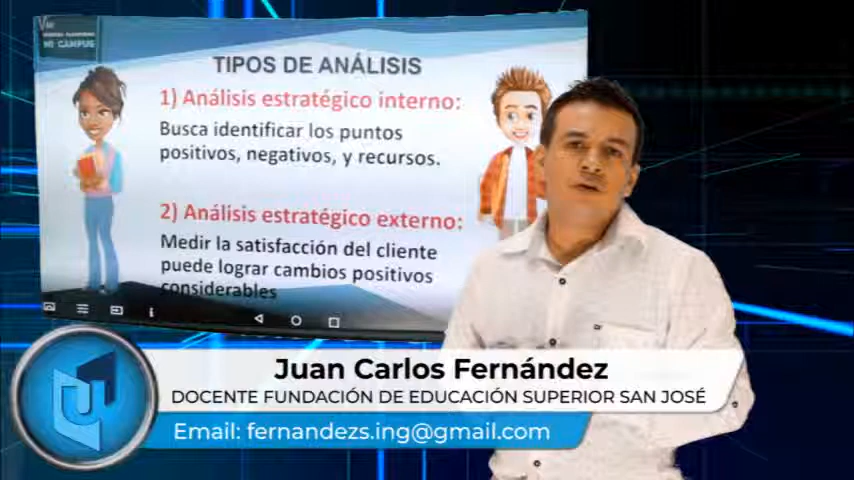 MI CAMPUS
TIPOS DE ANÁLISIS
1) Análisis estratégico interno:
Busca identificar los puntos
positivos, negativos, y recursos.
2) Análisis estratégico externo:
Medir la satisfacción del cliente
puede lograr cambios positivos
considerables
Juan Carlos Fernández
DOCENTE FUNDACIÓN DE EDUCACIÓN SUPERIOR SAN JOSÉ
Email: fernandezs.ing@gmail.com